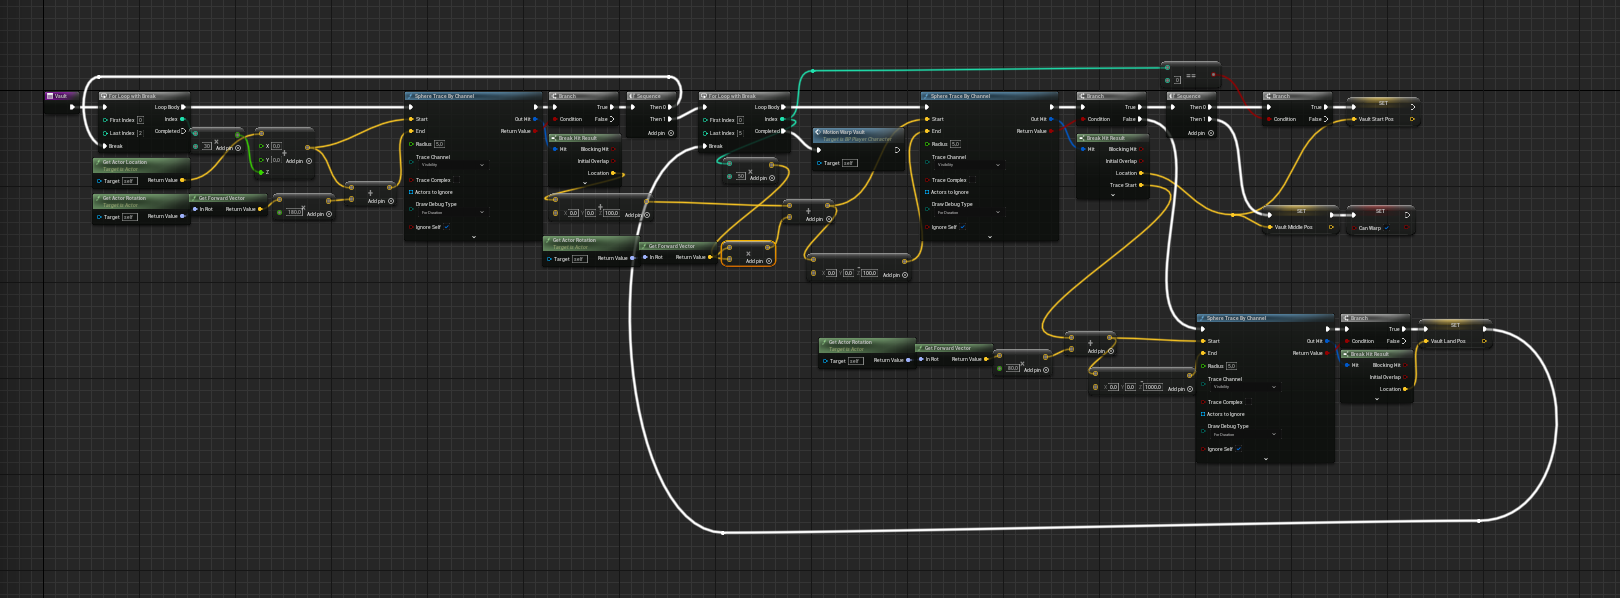 Vault
For Loop with Break
Loop Body
First Index 0
Index
Last Index 2
Completed
Break
30
Add pin
X 0,0
Y 0,0
Add pin
Z
Get Actor Location
Target is Actor
Target self
Return Value
Get Actor Rotation
Target is Actor
Target self
Return Value
Get Forward Vector
In Rot
Return Value
180,0
Add pin
+
Add pin
Sphere Trace By Channel
Start
Out Hit
End
Return Value
Radius 5,0
Trace Channel
Visibility
Trace Complex
Actors to Ignore
Draw Debug Type
For Duration
Ignore Self
Branch
True
Condition
False
Break Hit Result
Hit
Blocking Hit
Initial Overlap
Location
Sequence
Then 0
Then 1
Add pin
+
X 0,0 Y 0,0 Z 100,0
Add pin
Get Actor Rotation
Target is Actor
Target self
Return Value
Get Forward Vector
In Rot
Return Value
×
Add pin
For Loop with Break
Loop Body
First Index 0
Index
Last Index 5
Completed
Break
50
Add pin
Motion Warp Vault
Target is BP Player Character
Target self
+
Add pin
-
X 0,0 Y 0,0 Z 100,0
Add pin
Sphere Trace By Channel
Start
Out Hit
End
Return Value
Radius 5,0
Trace Channel
Visibility
Trace Complex
Actors to Ignore
Draw Debug Type
For Duration
Ignore Self
Branch
True
Condition
False
Break Hit Result
Hit
Blocking Hit
Initial Overlap
Location
Trace Start
==
0
Sequence
Then 0
Then 1
Add pin
Branch
True
Condition
False
SET
Vault Start Pos
SET
Vault Middle Pos
SET
Can Warp
Get Actor Rotation
Target is Actor
Target self
Return Value
Get Forward Vector
In Rot
Return Value
80,0
Add pin
+
Add pin
-
X 0,0 Y 0,0 Z 1000,0
Add pin
Sphere Trace By Channel
Start
Out Hit
End
Return Value
Radius 5,0
Trace Channel
Visibility
Trace Complex
Actors to Ignore
Draw Debug Type
For Duration
Ignore Self
Branch
True
Condition
False
Break Hit Result
Hit
Blocking Hit
Initial Overlap
Location
SET
Vault Land Pos